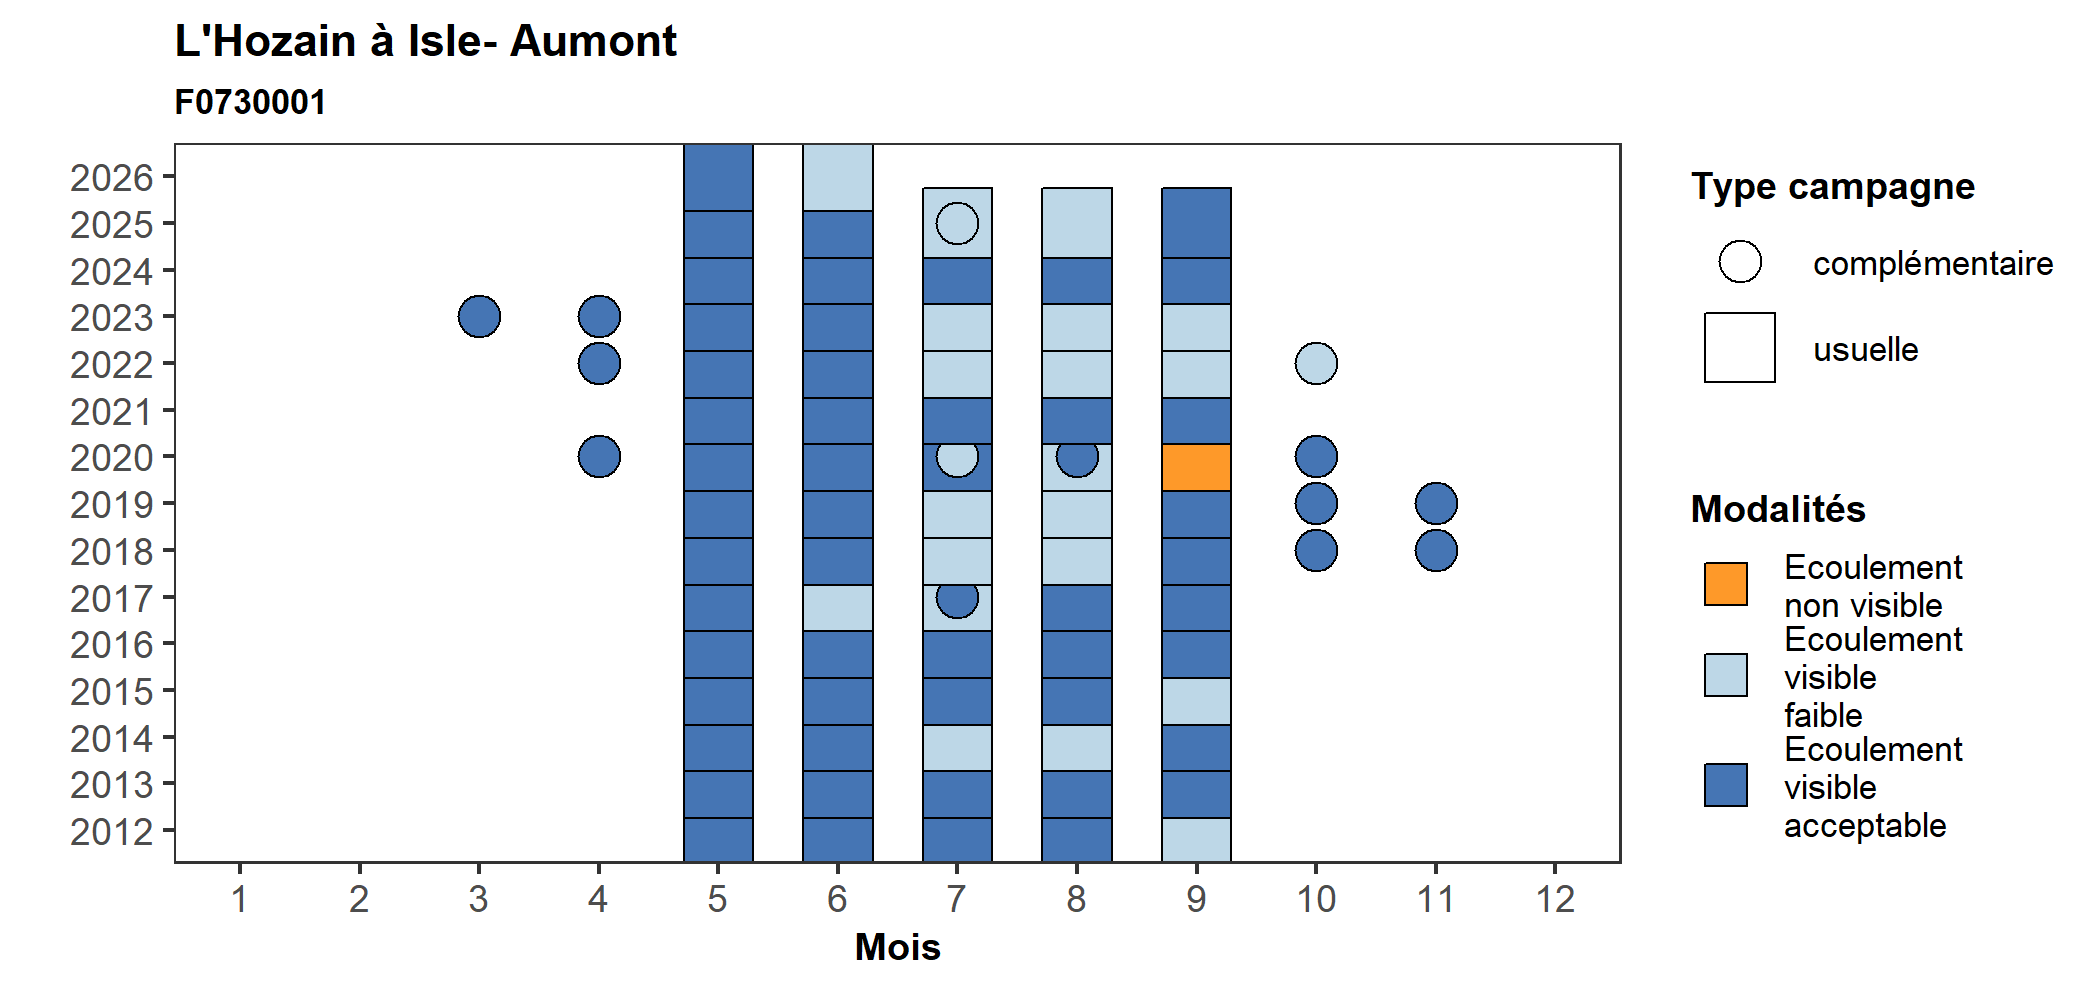 L'Hozain à Isle- Aumont
F0730001
2026
2025
2024
2023
2022
2021
2020
2019
2018
2017
2016
2015
2014
2013
2012
1 2 3 4 5 6 7 8 9 10 11 12
Mois
Type campagne
complémentaire
usuelle
Modalités
Ecoulement
non visible
Ecoulement
visible
faible
Ecoulement
visible
acceptable